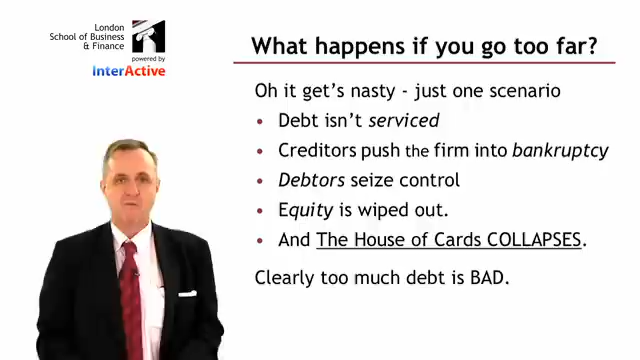 London
School of Business
& Finance
powered by
InterActive
What happens if you go too far?
Oh it get's nasty - just one scenario
• Debt isn't serviced
• Creditors push the firm into bankruptcy
• Debtors seize control
• Equity is wiped out.
• And The House of Cards COLLAPSES.
Clearly too much debt is BAD.